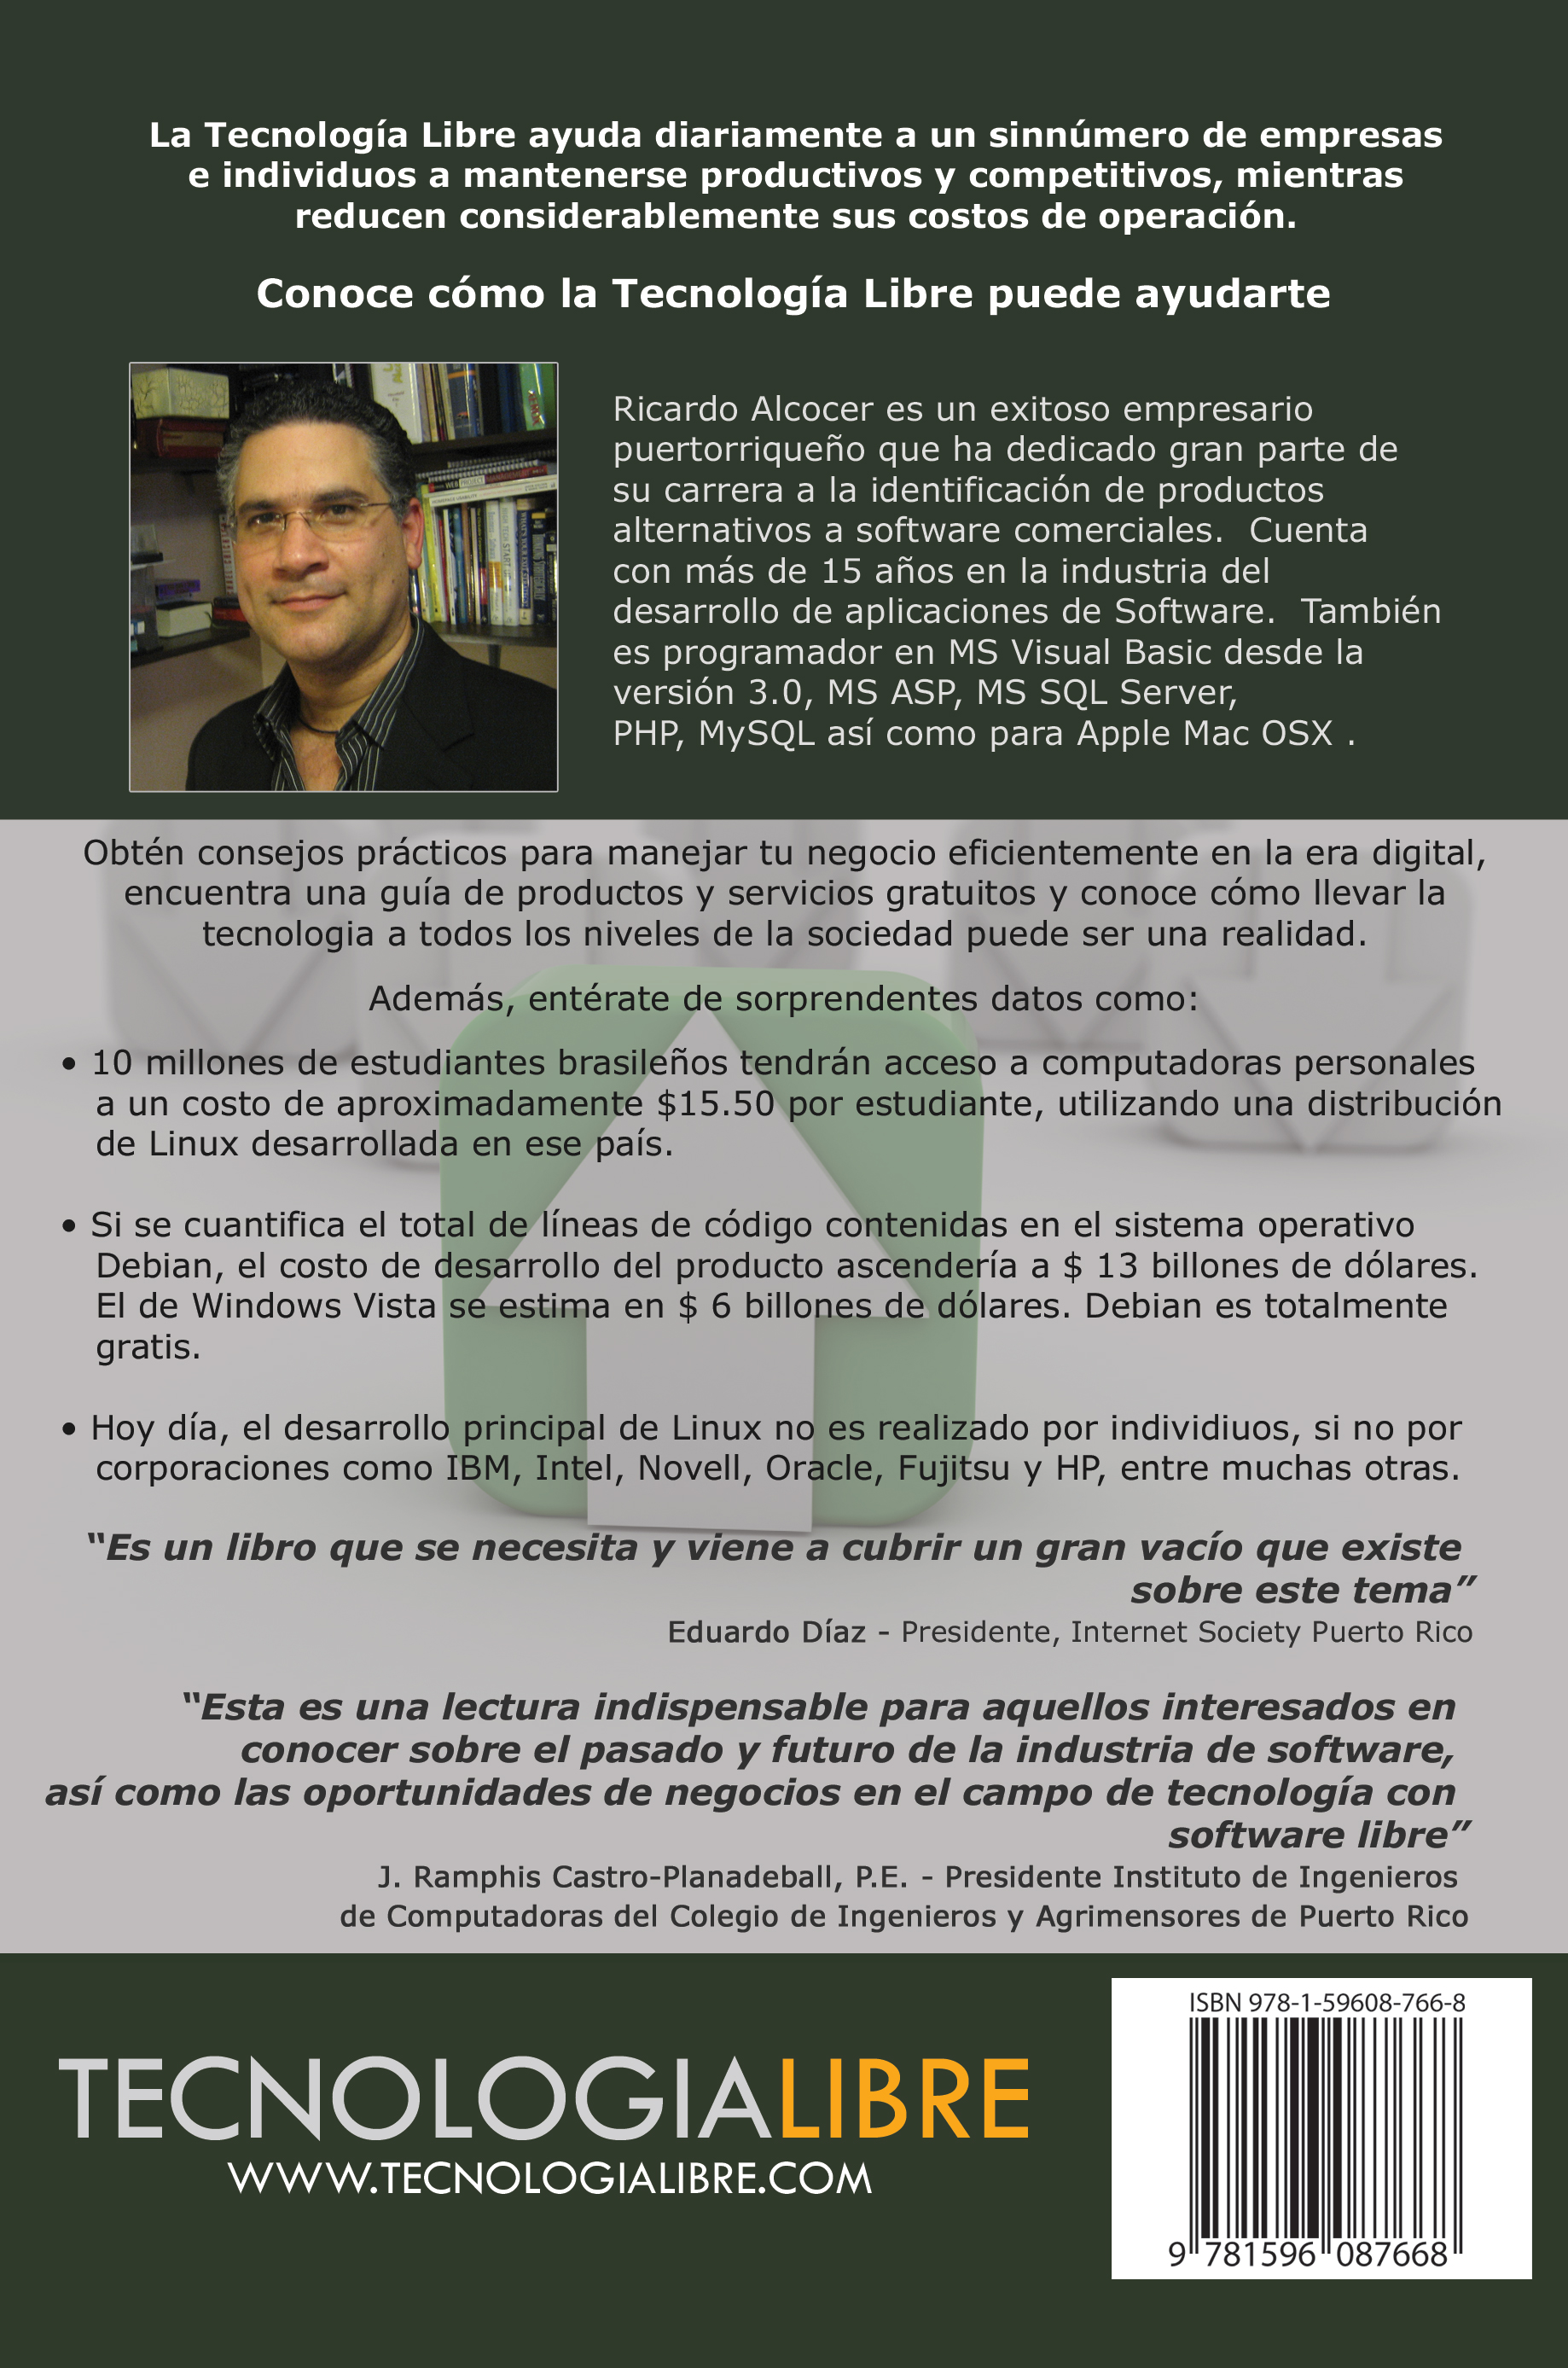 La Tecnología Libre ayuda diariamente a un sinnúmero de empresas
e individuos a mantenerse productivos y competitivos, mientras
reducen considerablemente sus costos de operación.
Conoce cómo la Tecnología Libre puede ayudarte
Ricardo Alcocer es un exitoso empresario
puertorriqueño que ha dedicado gran parte de
su carrera a la identificación de productos
alternativos a software comerciales.  Cuenta
con más de 15 años en la industria del
desarrollo de aplicaciones de Software.  También
es programador en MS Visual Basic desde la
versión 3.0, MS ASP, MS SQL Server,
PHP, MySQL así como para Apple Mac OSX .
Obtén consejos prácticos para manejar tu negocio eficientemente en la era digital,
encuentra una guía de productos y servicios gratuitos y conoce cómo llevar la
tecnologia a todos los niveles de la sociedad puede ser una realidad.
Además, entérate de sorprendentes datos como:
• 10 millones de estudiantes brasileños tendrán acceso a computadoras personales
a un costo de aproximadamente $15.50 por estudiante, utilizando una distribución
de Linux desarrollada en ese país.
• Si se cuantifica el total de líneas de código contenidas en el sistema operativo
Debian, el costo de desarrollo del producto ascendería a $ 13 billones de dólares.
El de Windows Vista se estima en $ 6 billones de dólares. Debian es totalmente
gratis.
• Hoy día, el desarrollo principal de Linux no es realizado por individiuos, si no por
corporaciones como IBM, Intel, Novell, Oracle, Fujitsu y HP, entre muchas otras.
“Es un libro que se necesita y viene a cubrir un gran vacío que existe
sobre este tema”
Eduardo Díaz - Presidente, Internet Society Puerto Rico
“Esta es una lectura indispensable para aquellos interesados en
conocer sobre el pasado y futuro de la industria de software,
así como las oportunidades de negocios en el campo de tecnología con
software libre”
J. Ramphis Castro-Planadeball, P.E. - Presidente Instituto de Ingenieros
de Computadoras del Colegio de Ingenieros y Agrimensores de Puerto Rico
TECNOLOGIALIBRE
WWW.TECNOLOGIALIBRE.COM
ISBN 978-1-59608-766-8
9 781596 087668